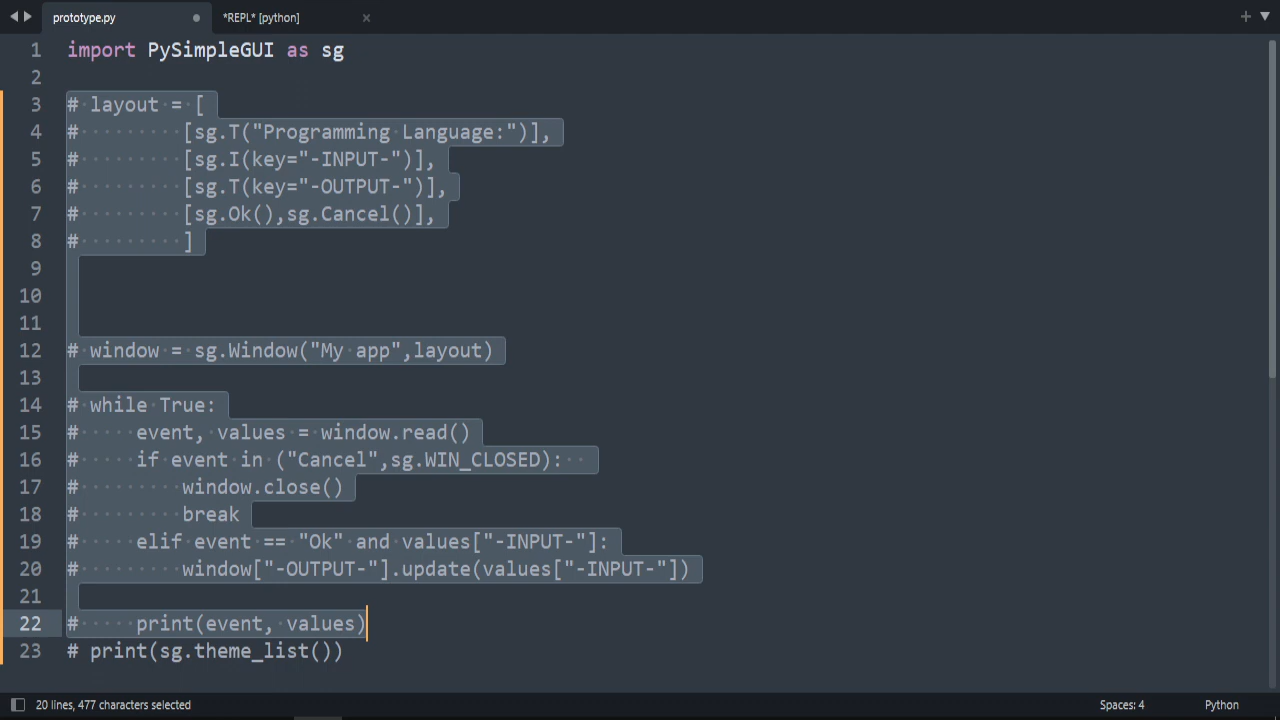 prototype.py
*REPL* [python]
1 import PySimpleGUI as sg
2
3 # layout = [
4 #         [sg.T("Programming Language:")],
5 #         [sg.I(key="-INPUT-")],
6 #         [sg.T(key="-OUTPUT-")],
7 #         [sg.Ok(),sg.Cancel()],
8 #         ]
9
10
11
12 # window = sg.Window("My app",layout)
13
14 # while True:
15 #     event, values = window.read()
16 #     if event in ("Cancel",sg.WIN_CLOSED):
17 #         window.close()
18 #         break
19 #     elif event == "Ok" and values["-INPUT-"]:
20 #         window["-OUTPUT-"].update(values["-INPUT-"])
21
22 #     print(event, values)
23 # print(sg.theme_list())
20 lines, 477 characters selected
Spaces: 4
Python